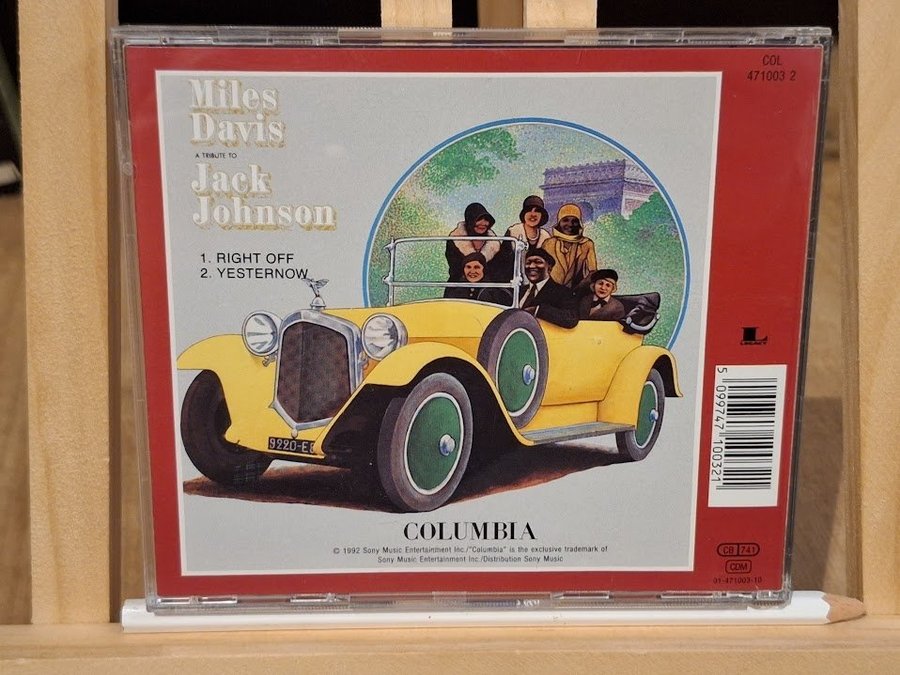 COL
471003 2
Miles
Davis
A TRIBUTE TO
Jack
Johnson
1. RIGHT OFF
2. YESTERNOW
9220-E8
LEGACY
5 099747 100321
COLUMBIA
© 1992 Sony Music Entertainment Inc./"Columbia" is the exclusive trademark of
Sony Music Entertainment Inc./Distribution Sony Music
CB 741
CDM
01-471003-10